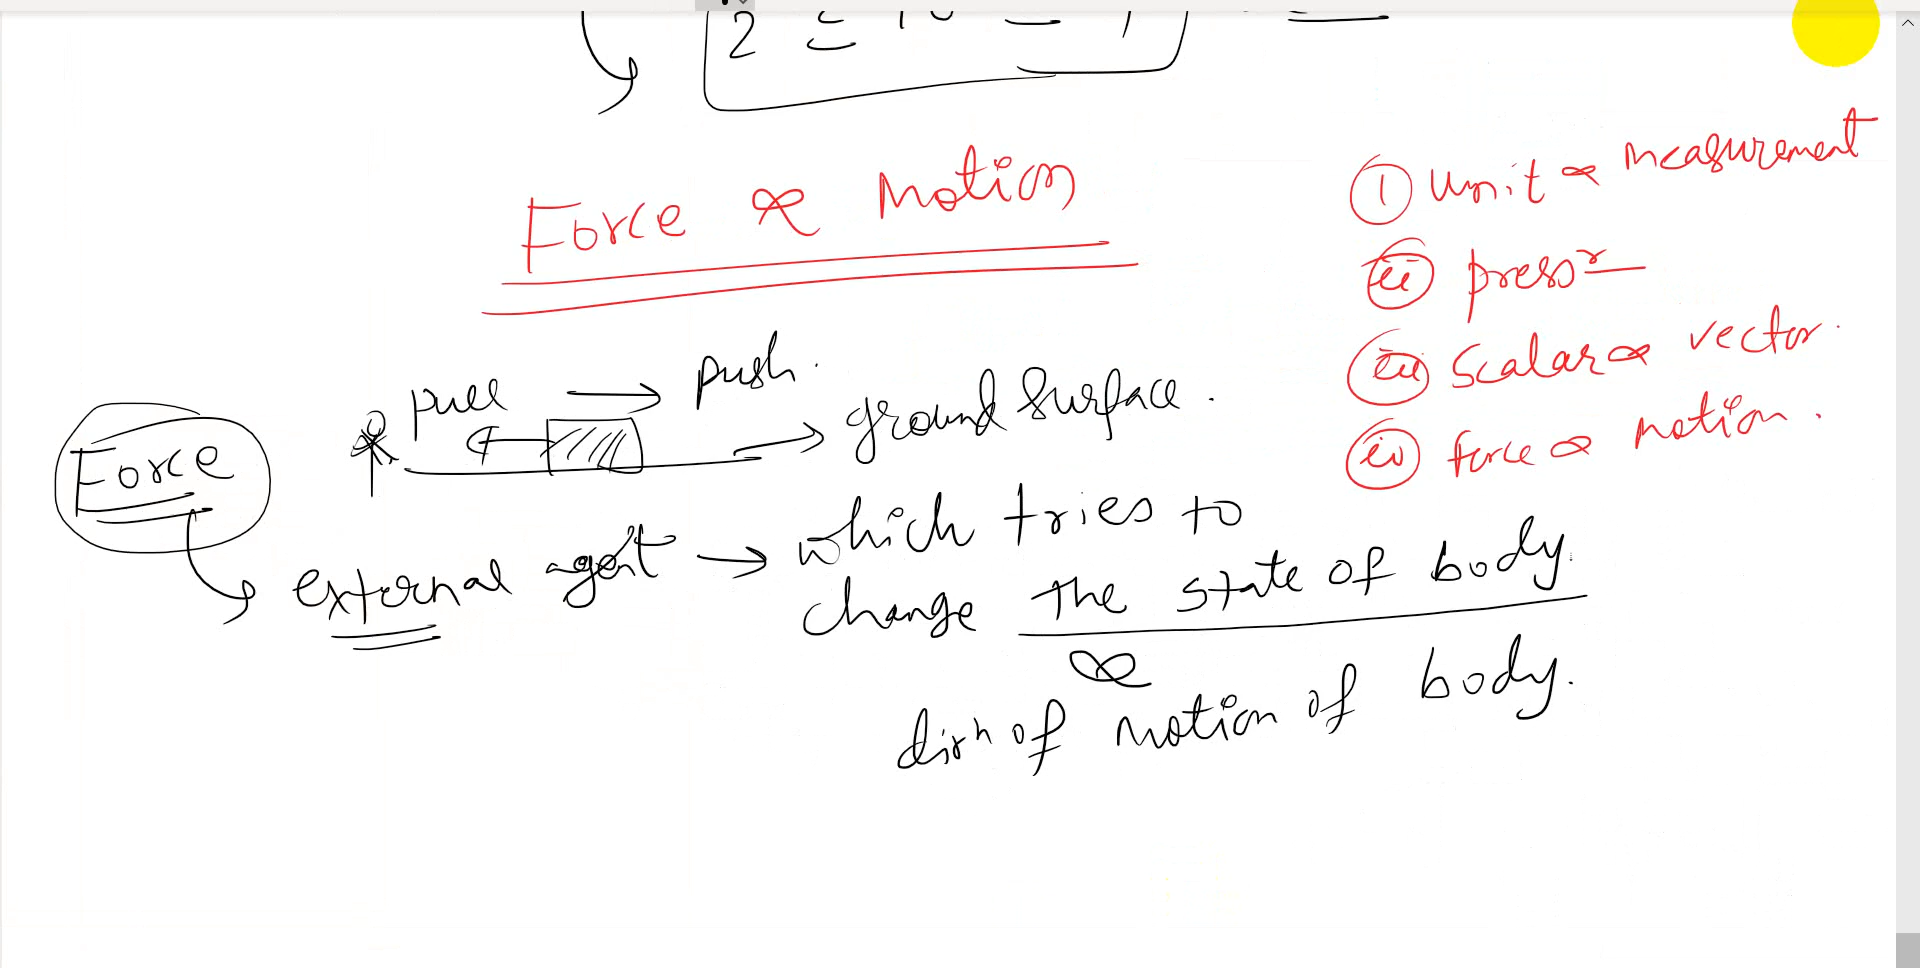 Force & Motion
(i) Unit & measurement
(ii) press^r
(iii) Scalar & vector.
(iv) force & motion.
pull → push.
→ ground surface.
Force
external agent → which tries to
change the state of body.
&
dirⁿ of motion of body.